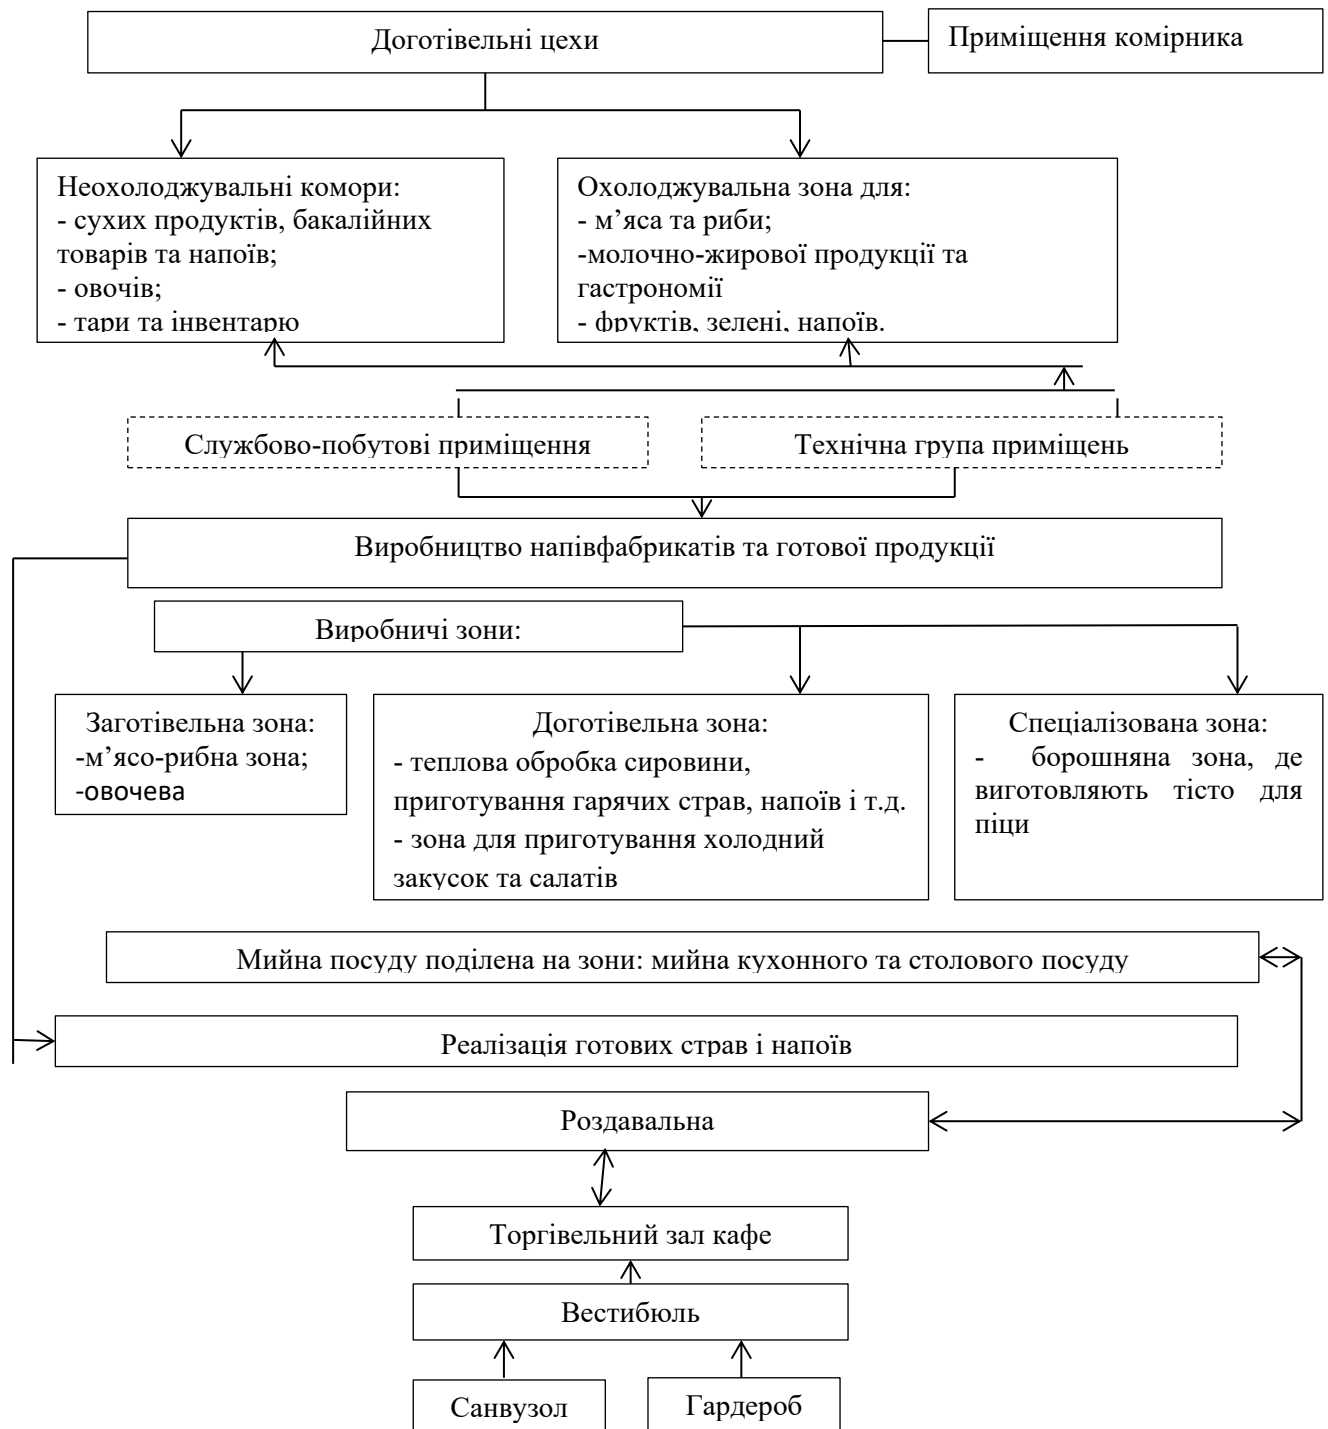 Доготівельні цехи
Приміщення комірника
Неохолоджувальні комори:
- сухих продуктів, бакалійних
товарів та напоїв;
- овочів;
- тари та інвентарю
Охолоджувальна зона для:
- м’яса та риби;
-молочно-жирової продукції та
гастрономії
- фруктів, зелені, напоїв.
Службово-побутові приміщення
Технічна група приміщень
Виробництво напівфабрикатів та готової продукції
Виробничі зони:
Заготівельна зона:
-м’ясо-рибна зона;
-овочева
Доготівельна зона:
- теплова обробка сировини,
приготування гарячих страв, напоїв і т.д.
- зона для приготування холодний
закусок та салатів
Спеціалізована зона:
- борошняна зона, де
виготовляють тісто для
піци
Мийна посуду поділена на зони: мийна кухонного та столового посуду
Реалізація готових страв і напоїв
Роздавальна
Торгівельний зал кафе
Вестибюль
Санвузол
Гардероб